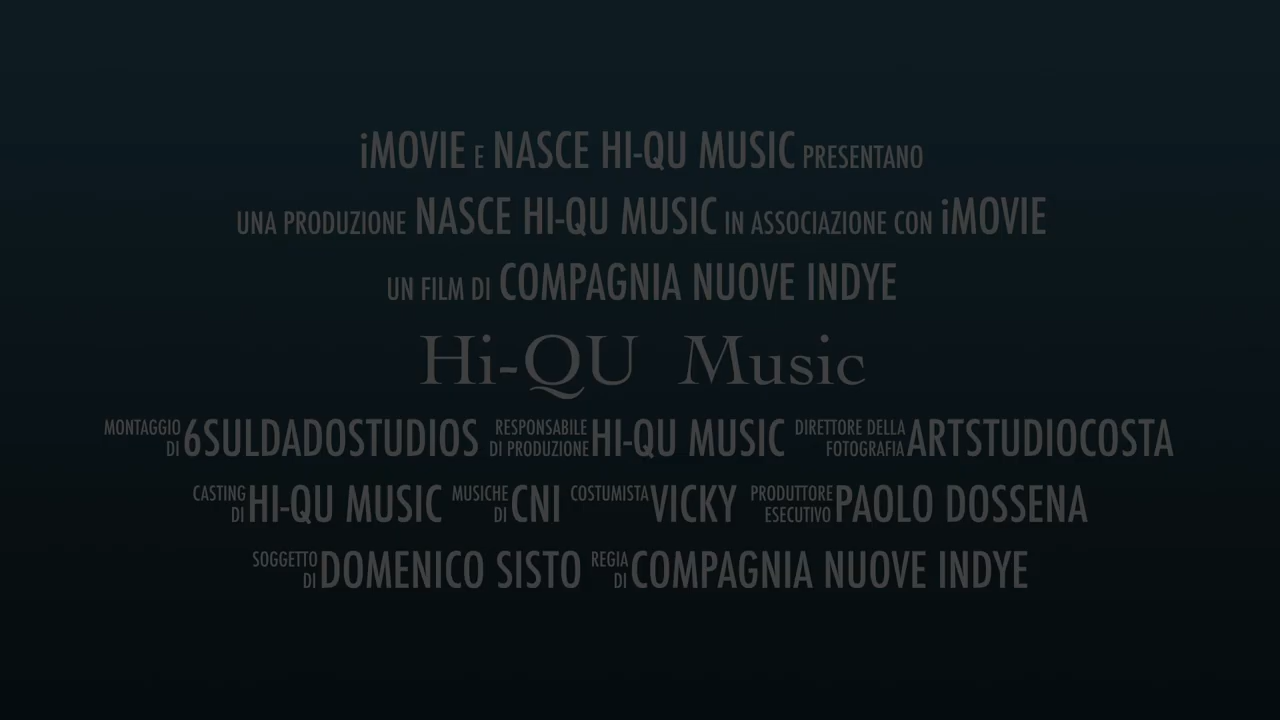 iMOVIE E NASCE HI-QU MUSIC PRESENTANO
UNA PRODUZIONE NASCE HI-QU MUSIC IN ASSOCIAZIONE CON iMOVIE
UN FILM DI COMPAGNIA NUOVE INDYE
Hi-QU Music
MONTAGGIO DI 6SULDADOSTUDIOS RESPONSABILE DI PRODUZIONE HI-QU MUSIC DIRETTORE DELLA FOTOGRAFIA ARTSTUDIOCOSTA
CASTING DI HI-QU MUSIC MUSICHE DI CNI COSTUMISTA VICKY PRODUTTORE ESECUTIVO PAOLO DOSSENA
SOGGETTO DI DOMENICO SISTO REGIA DI COMPAGNIA NUOVE INDYE